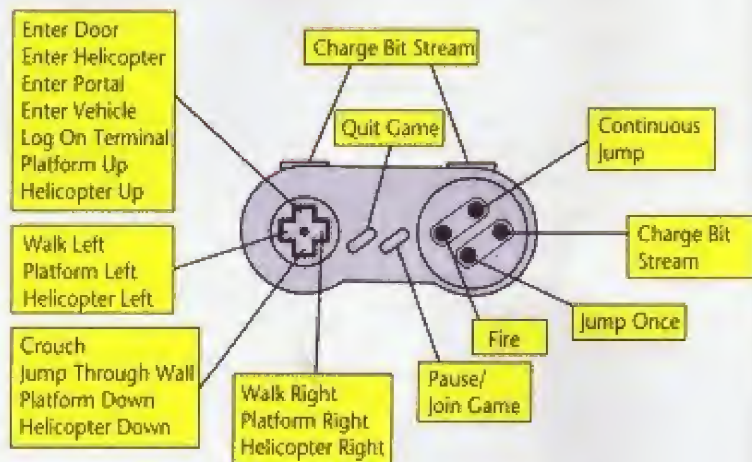 Enter Door
Enter Helicopter
Enter Portal
Enter Vehicle
Log On Terminal
Platform Up
Helicopter Up
Charge Bit Stream
Quit Game
Continuous
Jump
Walk Left
Platform Left
Helicopter Left
Charge Bit
Stream
Jump Once
Fire
Crouch
Jump Through Wall
Platform Down
Helicopter Down
Walk Right
Platform Right
Helicopter Right
Pause/
Join Game